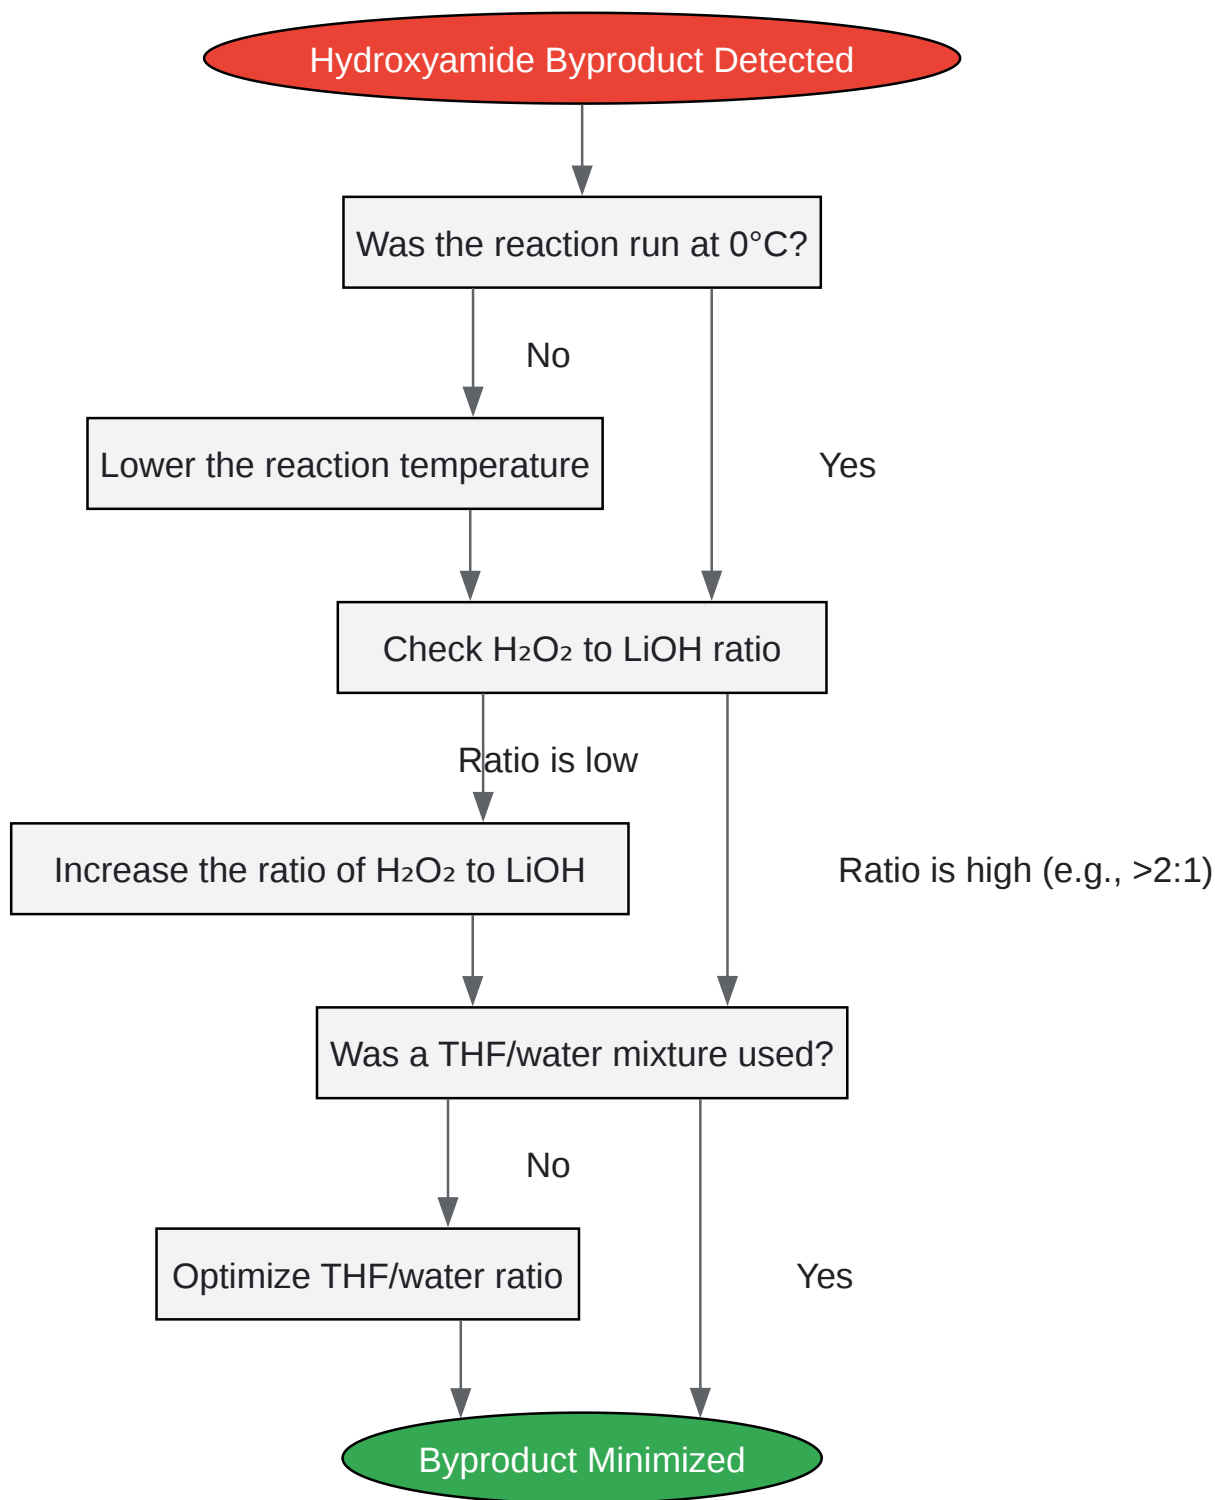 Hydroxyamide Byproduct Detected
Was the reaction run at 0°C?
No
Lower the reaction temperature
Yes
Check H₂O₂ to LiOH ratio
Ratio is low
Increase the ratio of H₂O₂ to LiOH
Ratio is high (e.g., >2:1)
Was a THF/water mixture used?
No
Optimize THF/water ratio
Yes
Byproduct Minimized